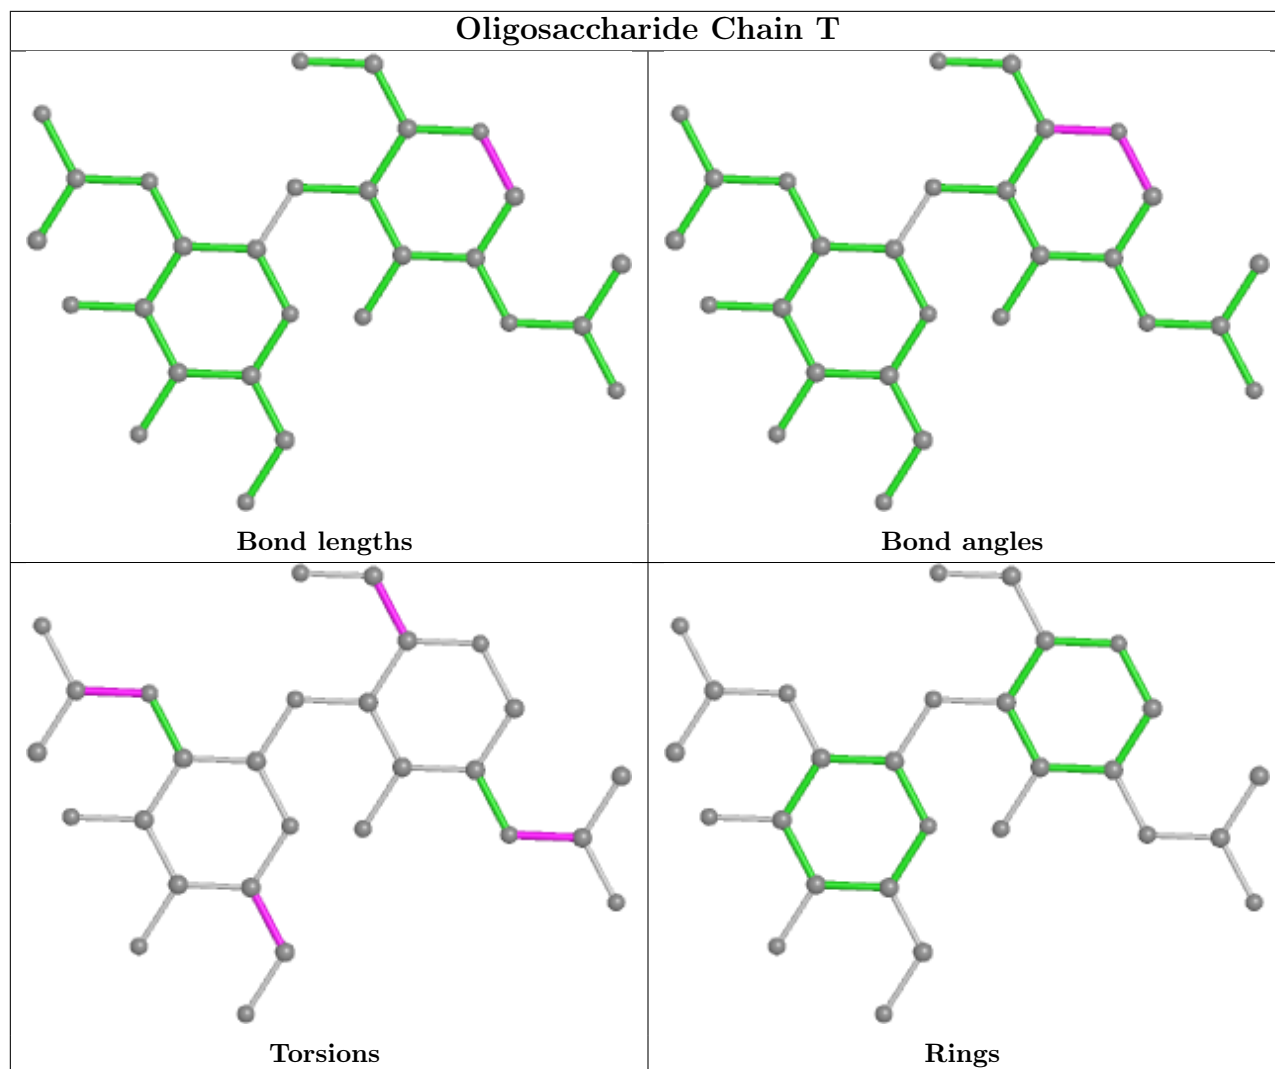 Oligosaccharide Chain T
Bond lengths
Bond angles
Torsions
Rings